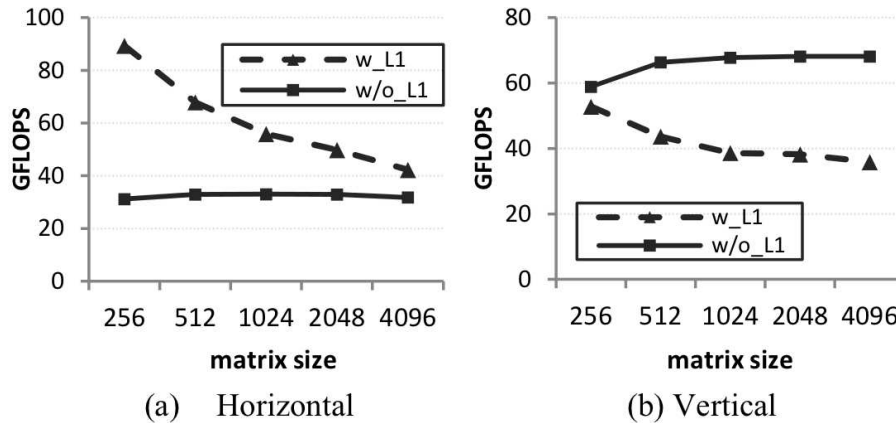 100
80
60
40
20
0
GFLOPS
w_L1
w/o_L1
256 512 1024 2048 4096
matrix size
(a) Horizontal
80
60
40
20
0
GFLOPS
w_L1
w/o_L1
256 512 1024 2048 4096
matrix size
(b) Vertical